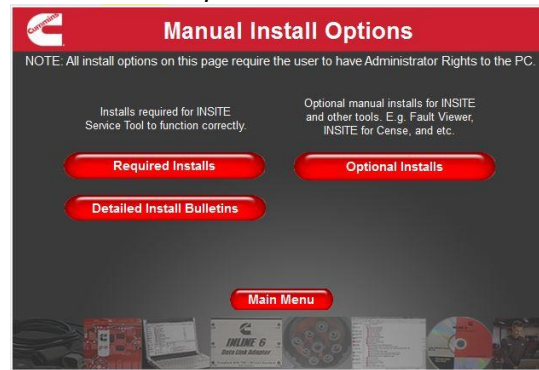 Cummins
Manual Install Options
NOTE: All install options on this page require the user to have Administrator Rights to the PC.
Installs required for INSITE
Service Tool to function correctly.
Optional manual installs for INSITE
and other tools. E.g. Fault Viewer,
INSITE for Cense, and etc.
Required Installs
Optional Installs
Detailed Install Bulletins
Main Menu
INLINE 6
Data Link Adapter